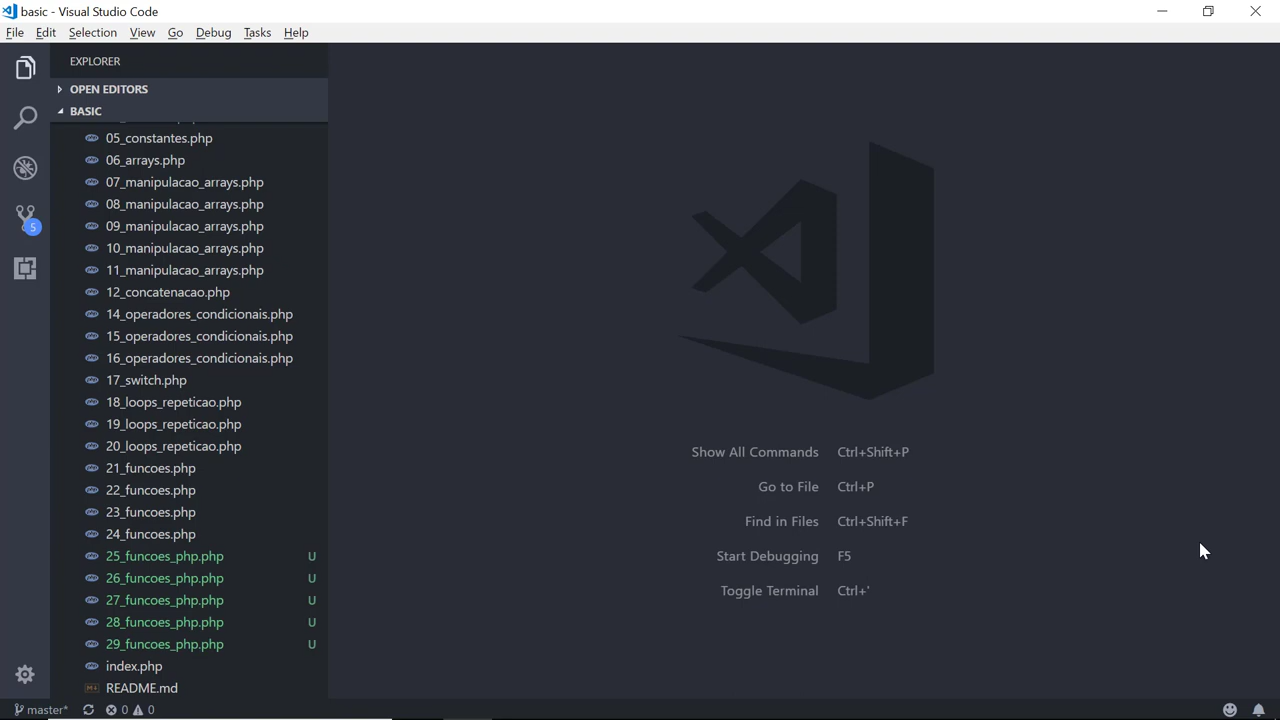 basic - Visual Studio Code
File Edit Selection View Go Debug Tasks Help
EXPLORER
OPEN EDITORS
BASIC
05_constantes.php
06_arrays.php
07_manipulacao_arrays.php
08_manipulacao_arrays.php
09_manipulacao_arrays.php
10_manipulacao_arrays.php
11_manipulacao_arrays.php
12_concatenacao.php
14_operadores_condicionais.php
15_operadores_condicionais.php
16_operadores_condicionais.php
17_switch.php
18_loops_repeticao.php
19_loops_repeticao.php
20_loops_repeticao.php
21_funcoes.php
22_funcoes.php
23_funcoes.php
24_funcoes.php
25_funcoes_php.php U
26_funcoes_php.php U
27_funcoes_php.php U
28_funcoes_php.php U
29_funcoes_php.php U
index.php
README.md
5
Show All Commands Ctrl+Shift+P
Go to File Ctrl+P
Find in Files Ctrl+Shift+F
Start Debugging F5
Toggle Terminal Ctrl+'
master* 0 0